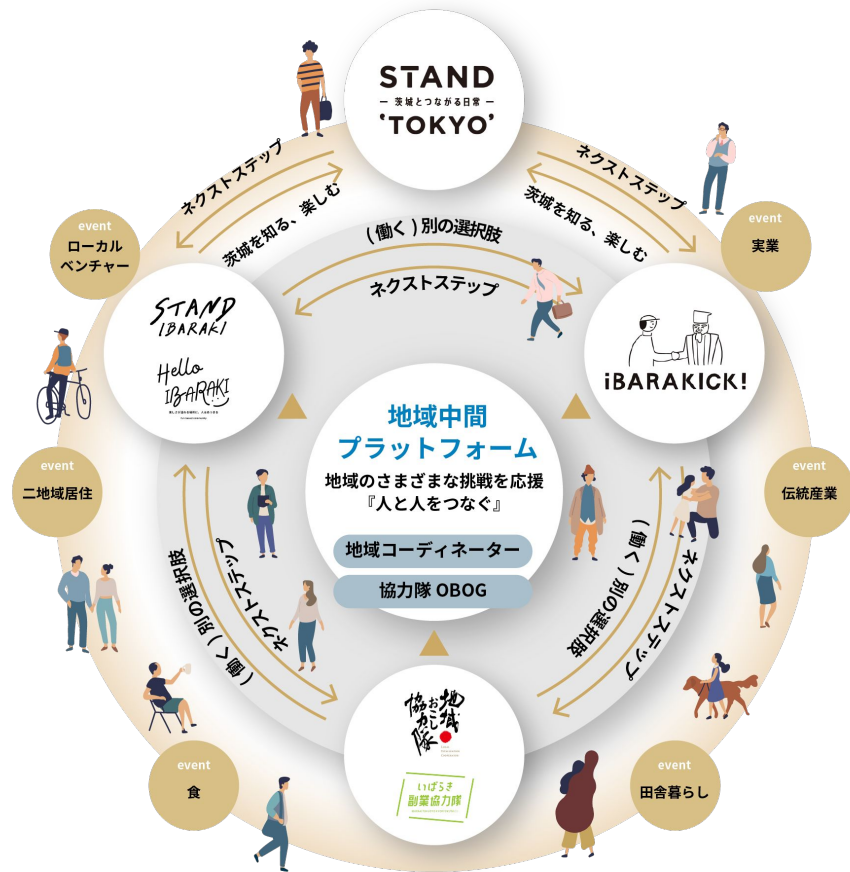 STAND
茨城とつながる日常
'TOKYO'
ネクストステップ
茨城を知る、楽しむ
ネクストステップ
茨城を知る、楽しむ
event
ローカル
ベンチャー
event
実業
(働く)別の選択肢
ネクストステップ
STAND
IBARAKI
Hello
IBARAKI
iBARAKICK!
地域中間
プラットフォーム
地域のさまざまな挑戦を応援
『人と人をつなぐ』
地域コーディネーター
協力隊 OBOG
event
二地域居住
event
伝統産業
(働く)別の選択肢
ネクストステップ
(働く)別の選択肢
ネクストステップ
地域
おこし
協力隊
いばらき
副業協力隊
event
食
event
田舎暮らし